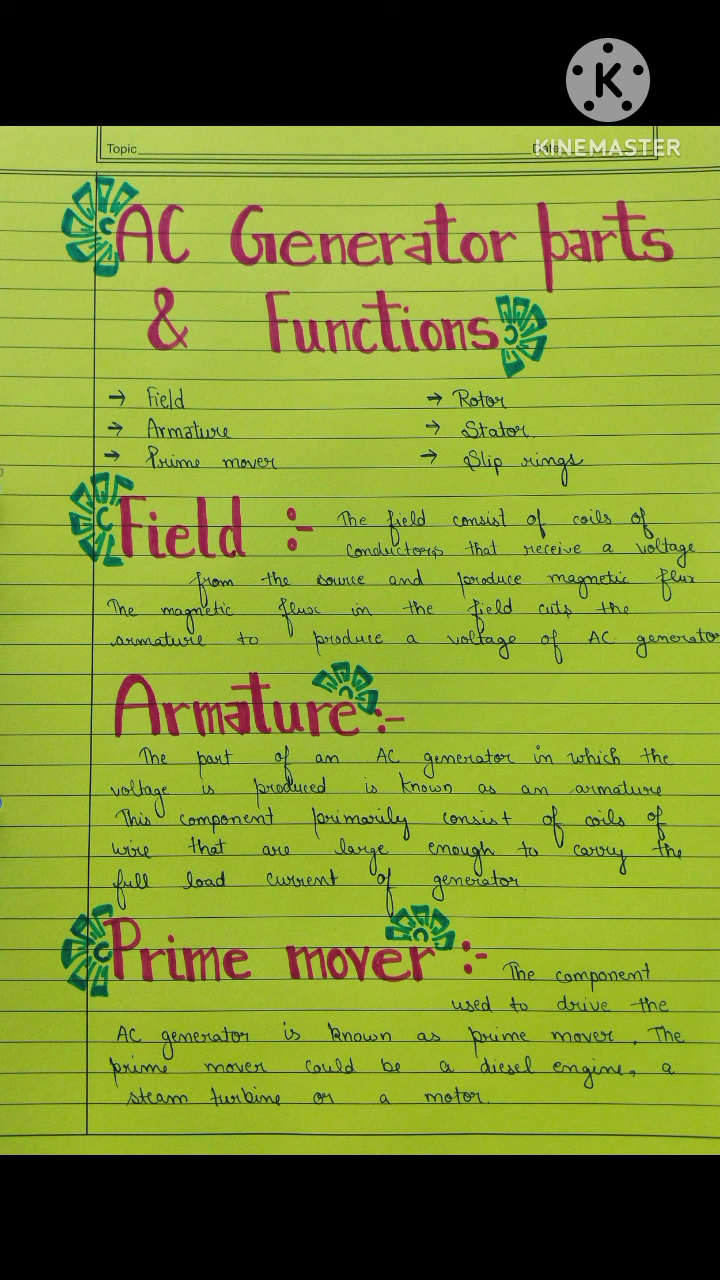 K
KINEMASTER
Topic Date
AC Generator parts
& Functions
→ Field → Rotor
→ Armature → Stator
→ Prime mover → Slip rings
Field :- The field consist of coils of
conductors that receive a voltage
from the source and produce magnetic flux
The magnetic flux in the field cuts the
armature to produce a voltage of AC generator
Armature :-
The part of an AC generator in which the
voltage is produced is known as an armature
This component primarily consist of coils of
wire that are large enough to carry the
full load current of generator
Prime mover :- The component
used to drive the
AC generator is known as prime mover. The
prime mover could be a diesel engine, a
steam turbine or a motor.